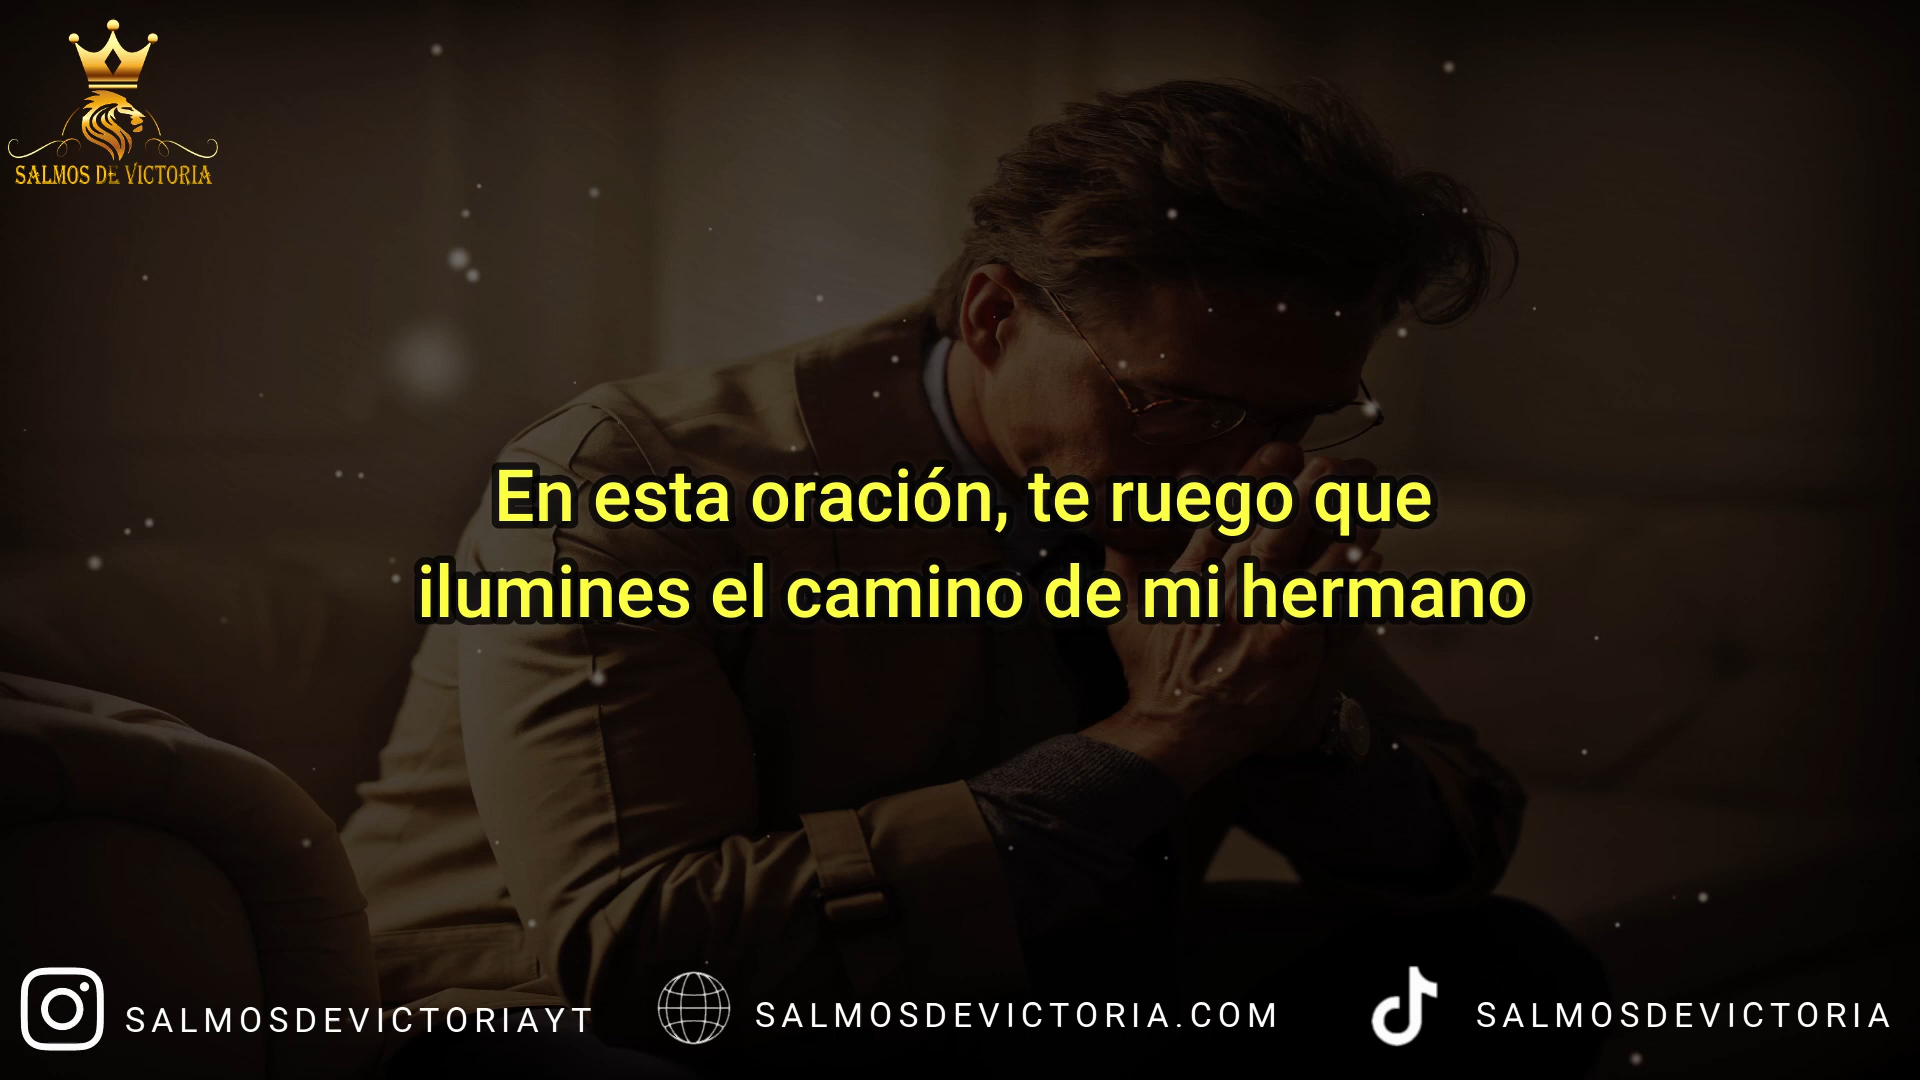 SALMOS DE VICTORIA
En esta oración, te ruego que
ilumines el camino de mi hermano
SALMOSDEVICTORIAYT
SALMOSDEVICTORIA.COM
SALMOSDEVICTORIA